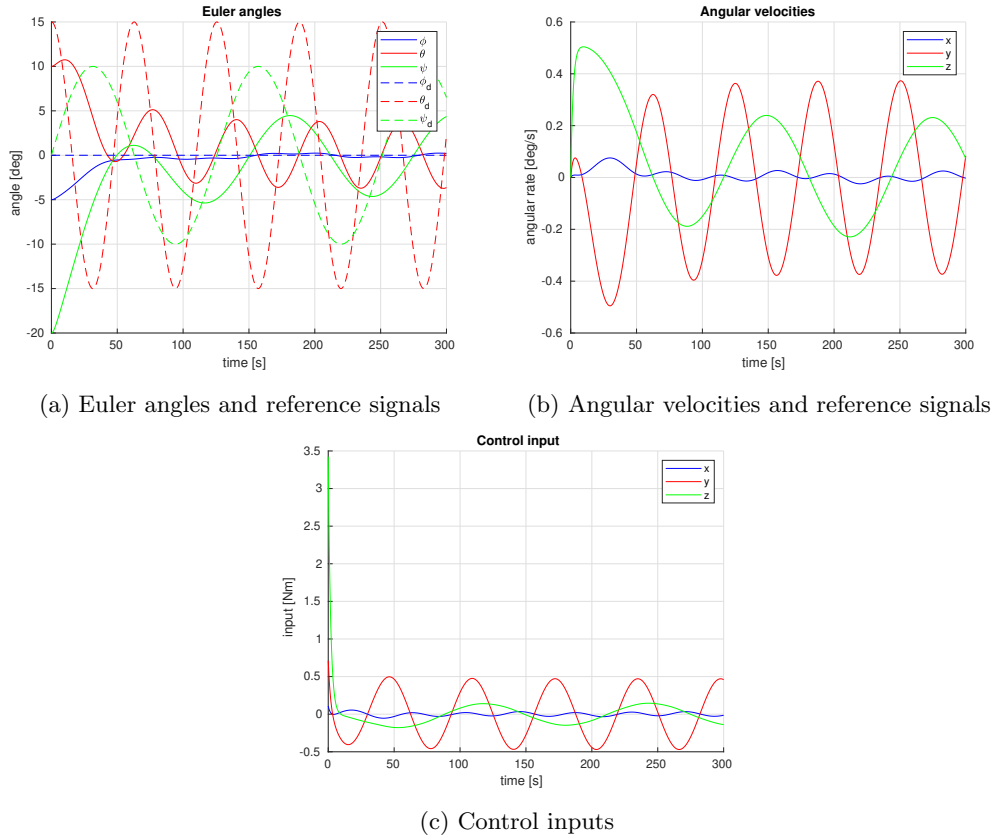 Euler angles
15
10
5
0
-5
-10
-15
-20
angle [deg]
0 50 100 150 200 250 300
time [s]
ϕ
θ
ψ
ϕd
θd
ψd
(a) Euler angles and reference signals
Angular velocities
0.6
0.4
0.2
0
-0.2
-0.4
-0.6
angular rate [deg/s]
0 50 100 150 200 250 300
time [s]
x
y
z
(b) Angular velocities and reference signals
Control input
3.5
3
2.5
2
1.5
1
0.5
0
-0.5
input [Nm]
0 50 100 150 200 250 300
time [s]
x
y
z
(c) Control inputs